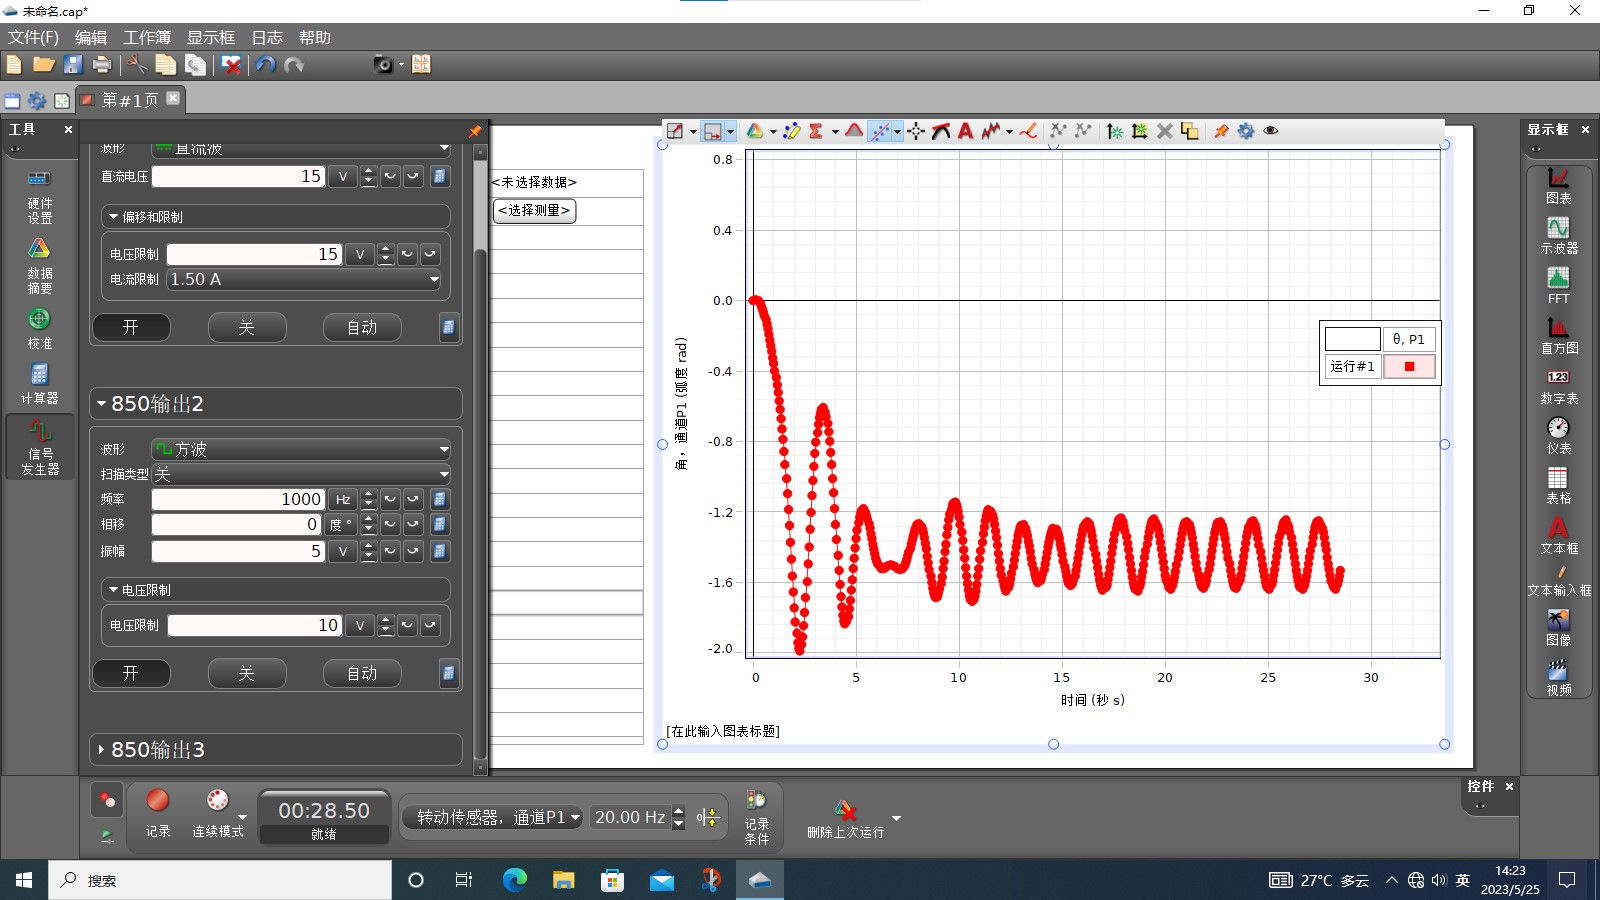 未命名.cap*
文件(F) 编辑 工作簿 显示框 日志 帮助
第#1页
工具
硬件
设置
数据
摘要
校准
计算器
信号
发生器
波形 直流波
直流电压 15 V
偏移和限制
电压限制 15 V
电流限制 1.50 A
开 关 自动
850输出2
波形 方波
扫描类型 关
频率 1000 Hz
相移 0 度 °
振幅 5 V
电压限制
电压限制 10 V
开 关 自动
850输出3
<未选择数据>
<选择测量>
0.8
0.4
0.0
-0.4
-0.8
-1.2
-1.6
-2.0
角，通道P1 (弧度 rad)
0 5 10 15 20 25 30
时间 (秒 s)
[在此输入图表标题]
θ, P1
运行#1
显示框
图表
示波器
FFT
直方图
1.23
数字表
仪表
表格
A
文本框
文本输入框
图像
视频
记录
连续模式
00:28.50
就绪
转动传感器，通道P1
20.00 Hz
记录
条件
删除上次运行
控件
搜索
27°C 多云
英
14:23
2023/5/25